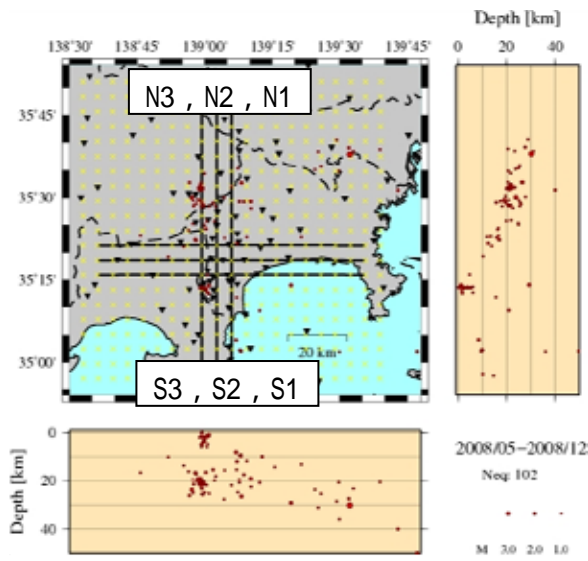 Depth [km]
0 20 40
138°30' 138°45' 139°00' 139°15' 139°30' 139°45'
N3 , N2 , N1
35°45'
35°30'
35°15'
35°00'
20 km
S3 , S2 , S1
Depth [km]
0
20
40
2008/05−2008/12
Neq: 102
M 3.0 2.0 1.0